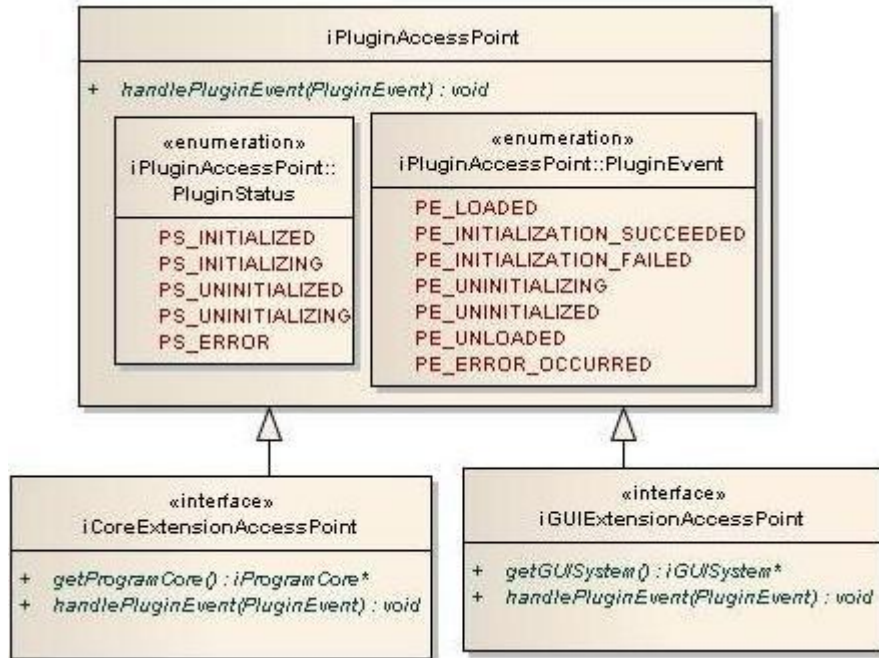 iPluginAccessPoint
+ handlePluginEvent(PluginEvent) : void
«enumeration»
iPluginAccessPoint::
PluginStatus
PS_INITIALIZED
PS_INITIALIZING
PS_UNINITIALIZED
PS_UNINITIALIZING
PS_ERROR
«enumeration»
iPluginAccessPoint::PluginEvent
PE_LOADED
PE_INITIALIZATION_SUCCEEDED
PE_INITIALIZATION_FAILED
PE_UNINITIALIZING
PE_UNINITIALIZED
PE_UNLOADED
PE_ERROR_OCCURRED
«interface»
iCoreExtensionAccessPoint
+ getProgramCore() : iProgramCore*
+ handlePluginEvent(PluginEvent) : void
«interface»
iGUIExtensionAccessPoint
+ getGUISystem() : iGUISystem*
+ handlePluginEvent(PluginEvent) : void